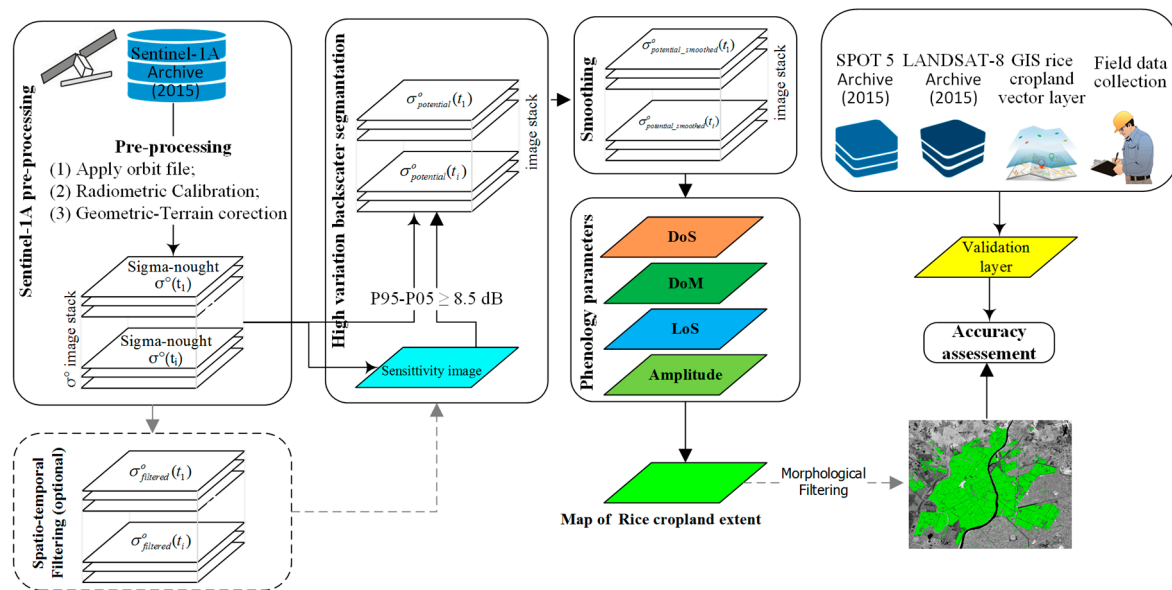 Sentinel-1A pre-processing
Sentinel-1A
Archive
(2015)
Pre-processing
(1) Apply orbit file;
(2) Radiometric Calibration;
(3) Geometric-Terrain corection
σ° image stack
Sigma-nought
σ°(t₁)
Sigma-nought
σ°(tᵢ)
Spatio-temporal
Filtering (optional)
σ°filtered(t₁)
σ°filtered(tᵢ)
High variation backscater segmantation
σ°potential(t₁)
σ°potential(tᵢ)
image stack
P95-P05 ≥ 8.5 dB
Sensittivity image
Smoothing
σ°potential_smoothed(t₁)
σ°potential_smoothed(tᵢ)
image stack
Phenology parameters
DoS
DoM
LoS
Amplitude
Map of Rice cropland extent
Morphological
Filtering
SPOT 5
Archive
(2015)
LANDSAT-8
Archive
(2015)
GIS rice
cropland
vector layer
Field data
collection
Validation
layer
Accuracy
assessement